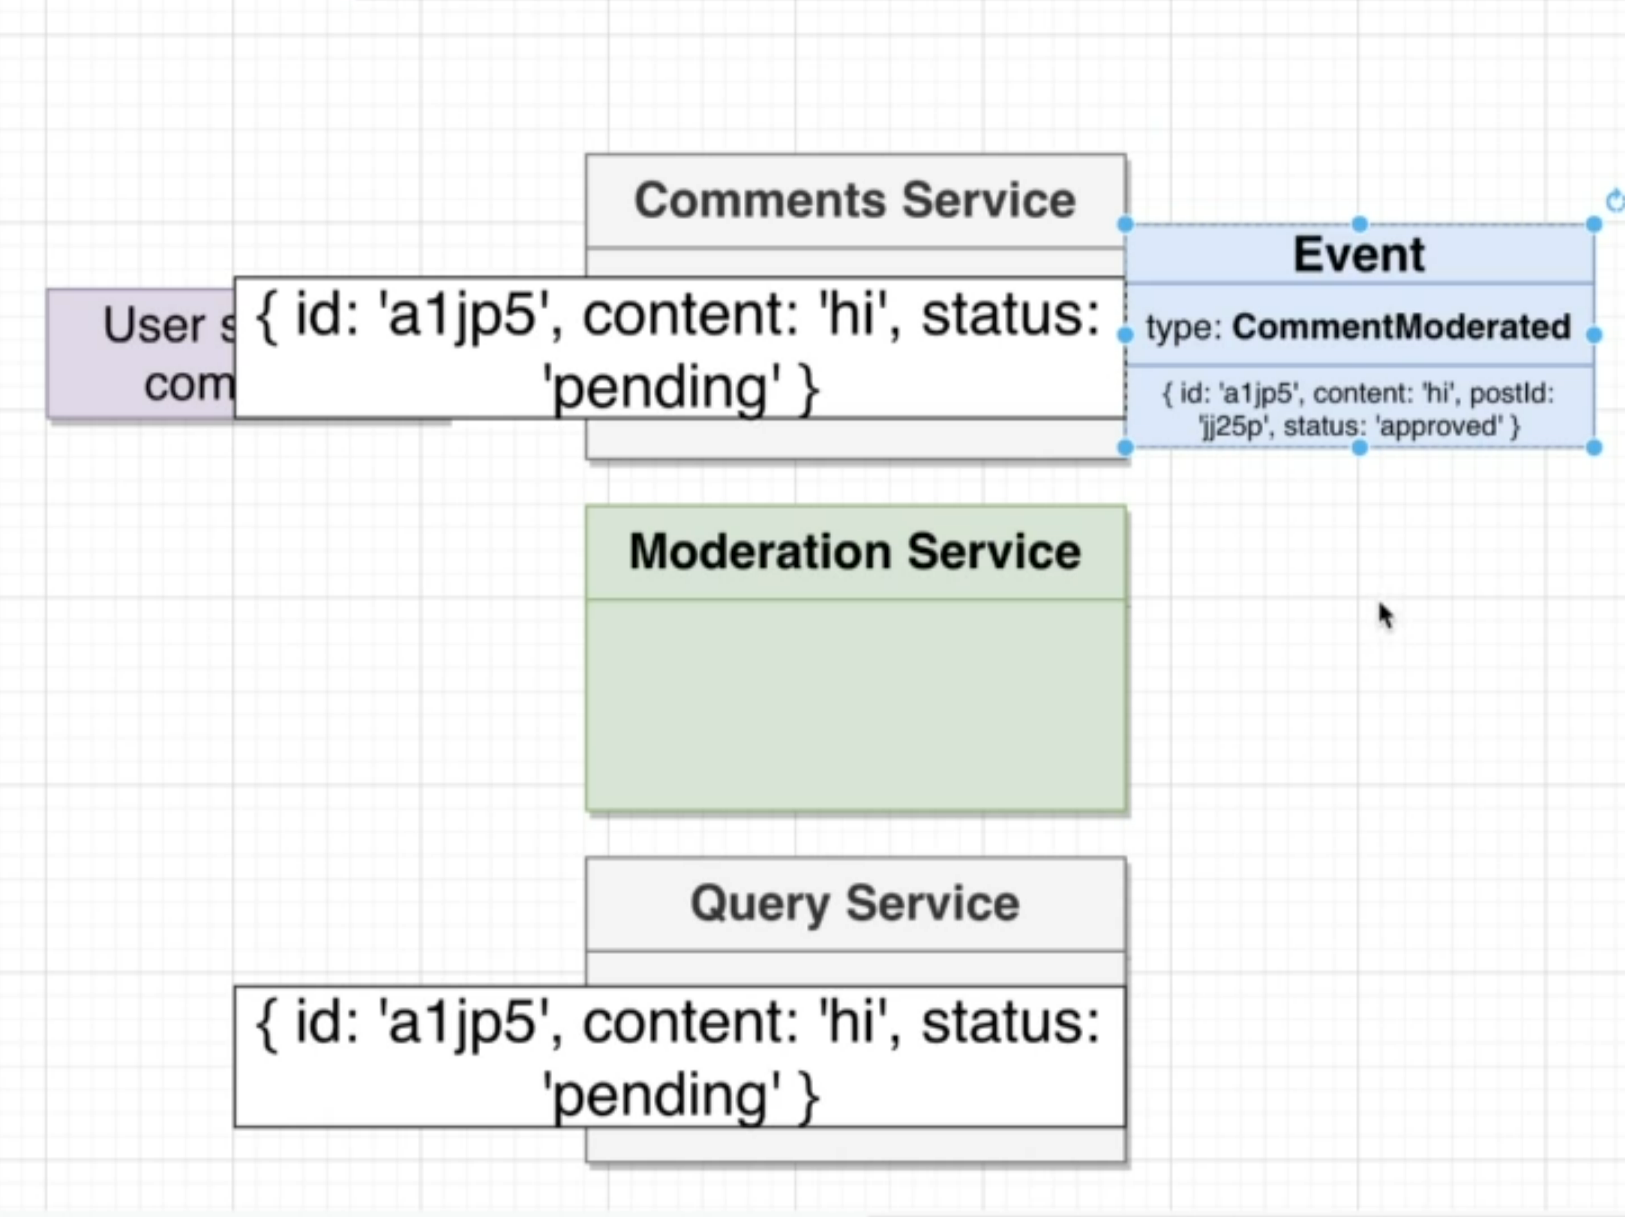 Comments Service
User s
com
{ id: 'a1jp5', content: 'hi', status:
'pending' }
Event
type: CommentModerated
{ id: 'a1jp5', content: 'hi', postId:
'jj25p', status: 'approved' }
Moderation Service
Query Service
{ id: 'a1jp5', content: 'hi', status:
'pending' }